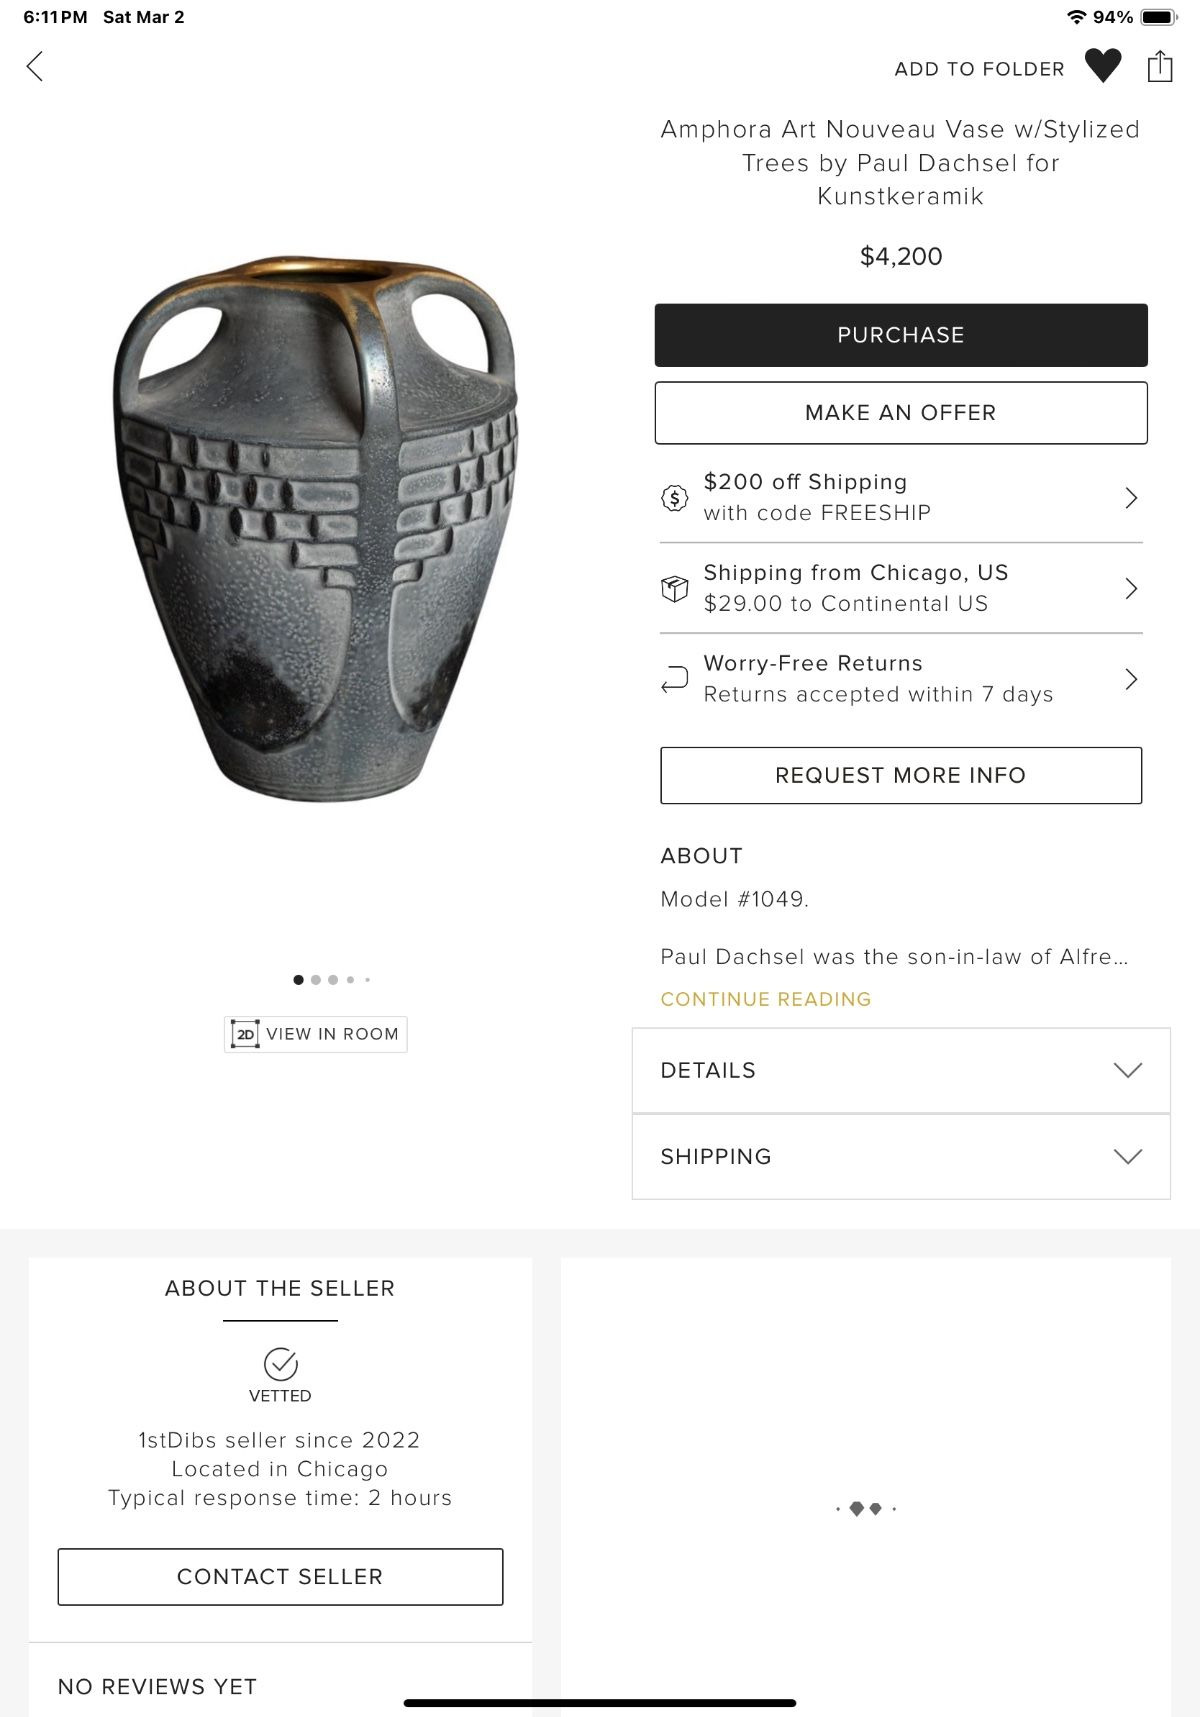 6:11 PM Sat Mar 2
94%
ADD TO FOLDER
Amphora Art Nouveau Vase w/Stylized
Trees by Paul Dachsel for
Kunstkeramik
$4,200
PURCHASE
MAKE AN OFFER
$200 off Shipping
with code FREESHIP
Shipping from Chicago, US
$29.00 to Continental US
Worry-Free Returns
Returns accepted within 7 days
REQUEST MORE INFO
ABOUT
Model #1049.
Paul Dachsel was the son-in-law of Alfre...
CONTINUE READING
2D VIEW IN ROOM
DETAILS
SHIPPING
ABOUT THE SELLER
VETTED
1stDibs seller since 2022
Located in Chicago
Typical response time: 2 hours
CONTACT SELLER
NO REVIEWS YET